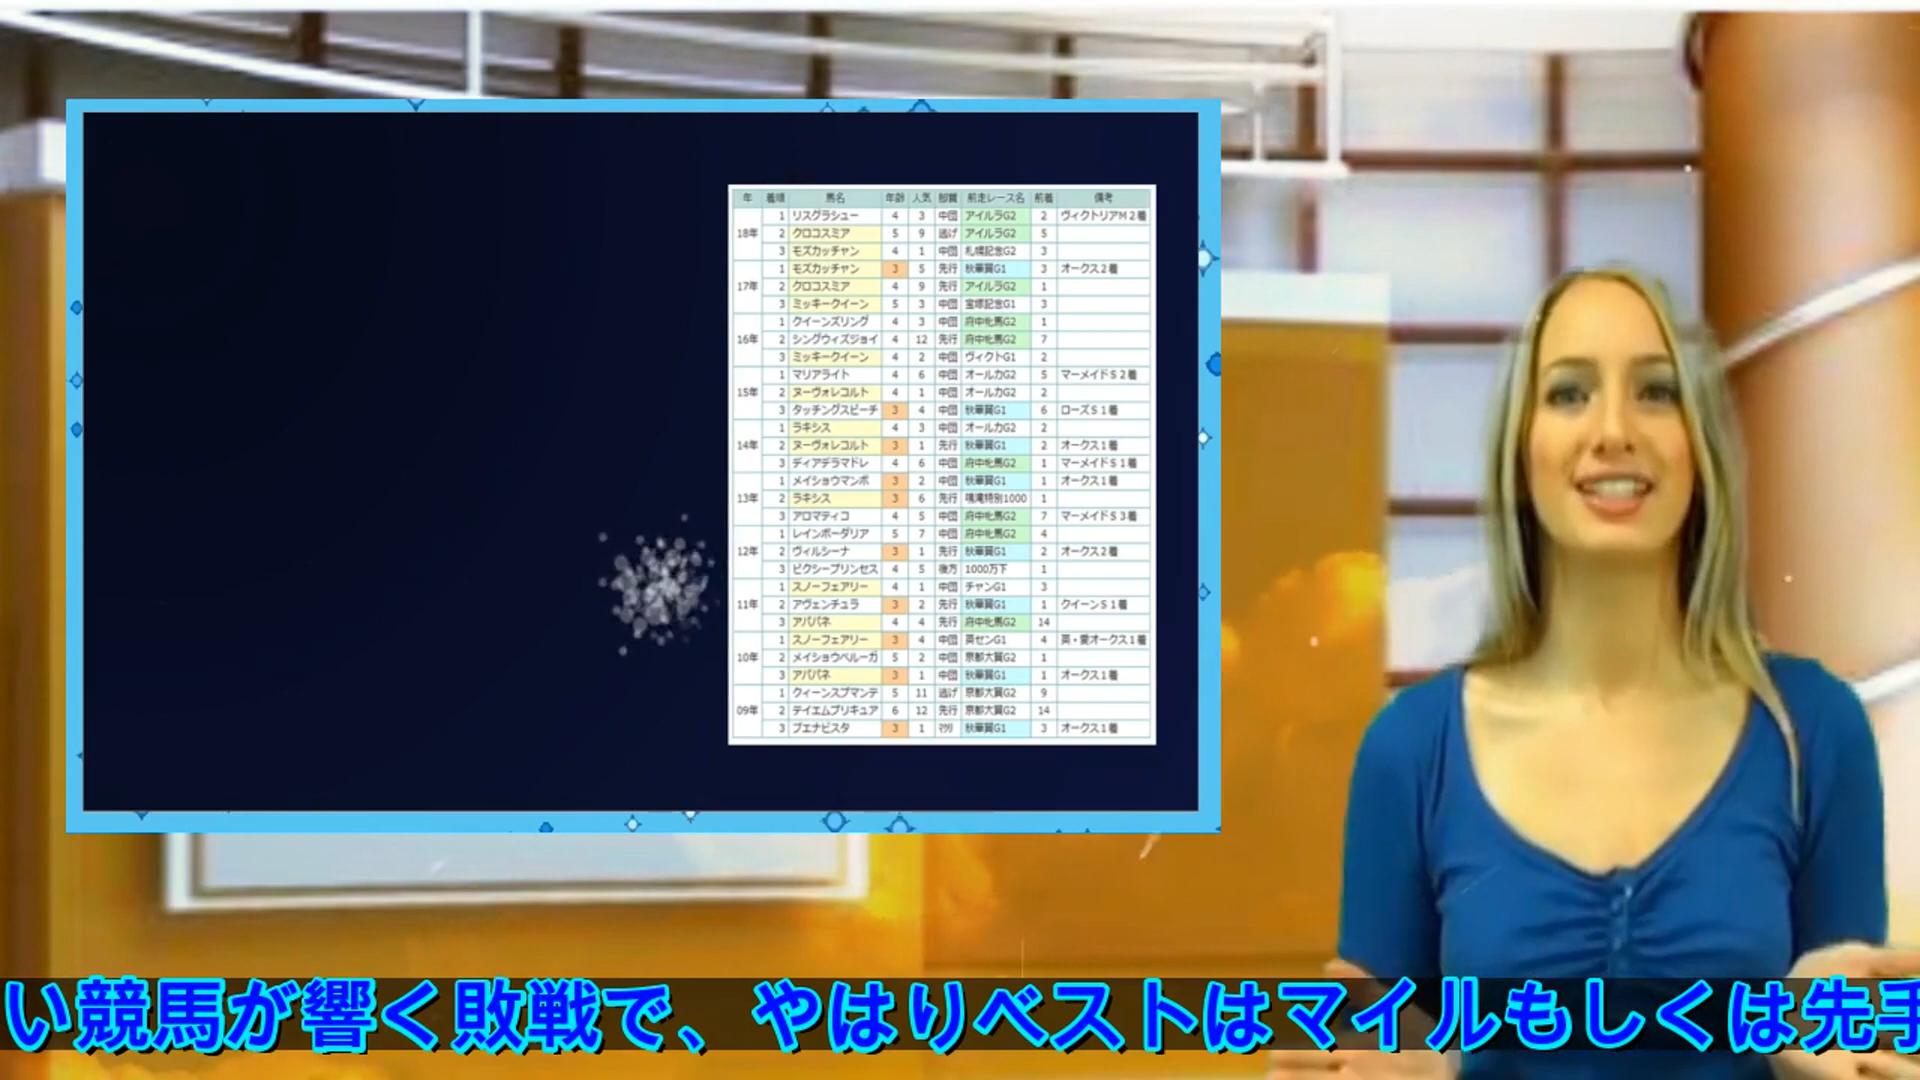 年 着順 馬名 年齢 人気 脚質 前走レース名 前着 備考
18年 1 リスグラシュー 4 3 中団 アイルラG2 2 ヴィクトリアM2着
2 クロコスミア 5 9 逃げ アイルラG2 5
3 モズカッチャン 4 1 中団 札幌記念G2 3
17年 1 モズカッチャン 3 5 先行 秋華賞G1 3 オークス2着
2 クロコスミア 4 9 先行 アイルラG2 1
3 ミッキークイーン 5 3 中団 宝塚記念G1 3
16年 1 クイーンズリング 4 3 中団 府中牝馬G2 1
2 シングウィズジョイ 4 12 先行 府中牝馬G2 7
3 ミッキークイーン 4 2 中団 ヴィクトG1 2
15年 1 マリアライト 4 6 中団 オールカG2 5 マーメイドS2着
2 ヌーヴォレコルト 4 1 中団 オールカG2 2
3 タッチングスピーチ 3 4 中団 秋華賞G1 6 ローズS1着
14年 1 ラキシス 4 3 中団 オールカG2 2
2 ヌーヴォレコルト 3 1 先行 秋華賞G1 2 オークス1着
3 ディアデラマドレ 4 6 中団 府中牝馬G2 1 マーメイドS1着
13年 1 メイショウマンボ 3 2 中団 秋華賞G1 1 オークス1着
2 ラキシス 3 6 先行 鳴滝特別1000 1
3 アロマティコ 4 5 中団 府中牝馬G2 7 マーメイドS3着
12年 1 レインボーダリア 5 7 中団 府中牝馬G2 4
2 ヴィルシーナ 3 1 先行 秋華賞G1 2 オークス2着
3 ピクシープリンセス 4 5 後方 1000万下 1
11年 1 スノーフェアリー 4 1 中団 チャンG1 3
2 アヴェンチュラ 3 2 先行 秋華賞G1 1 クイーンS1着
3 アパパネ 4 4 先行 府中牝馬G2 14
10年 1 スノーフェアリー 3 4 中団 英センG1 4 英・愛オークス1着
2 メイショウベルーガ 5 2 中団 京都大賞G2 1
3 アパパネ 3 1 中団 秋華賞G1 1 オークス1着
09年 1 クィーンスプマンテ 5 11 逃げ 京都大賞G2 9
2 テイエムプリキュア 6 12 先行 京都大賞G2 14
3 ブエナビスタ 3 1 ﾏｸﾘ 秋華賞G1 3 オークス1着
い競馬が響く敗戦で、やはりベストはマイルもしくは先手